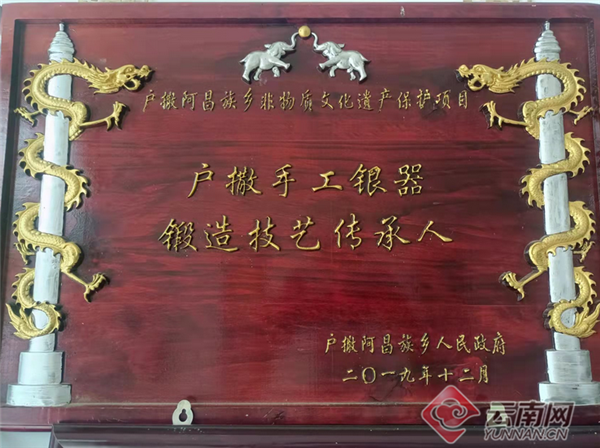 户撒阿昌族乡非物质文化遗产保护项目
户撒手工银器
锻造技艺传承人
户撒阿昌族乡人民政府
二〇一九年十二月
云南网
YUNNAN.CN